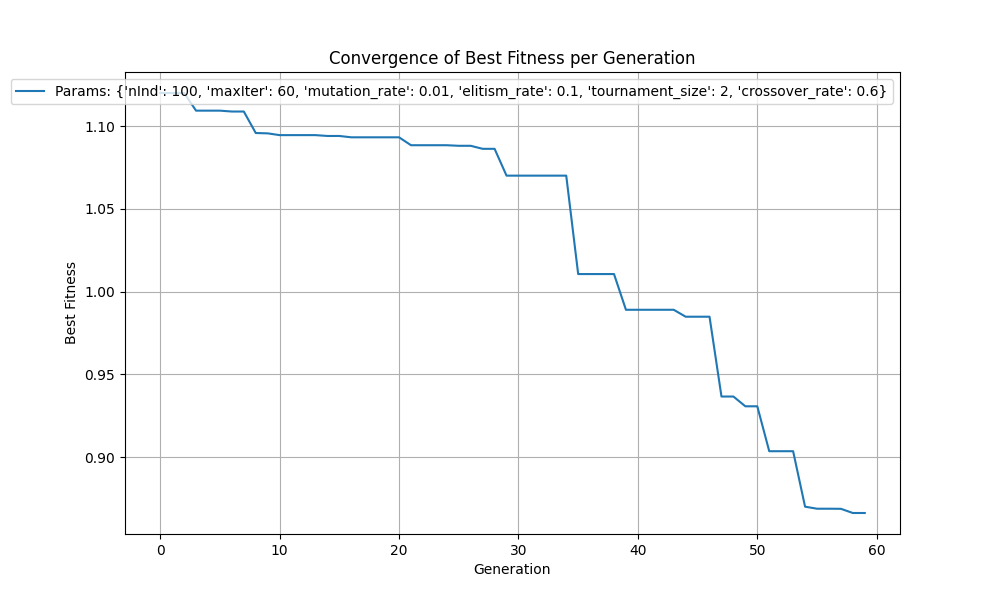 Convergence of Best Fitness per Generation
Params: {'nInd': 100, 'maxIter': 60, 'mutation_rate': 0.01, 'elitism_rate': 0.1, 'tournament_size': 2, 'crossover_rate': 0.6}
1.10
1.05
1.00
0.95
0.90
Best Fitness
0 10 20 30 40 50 60
Generation